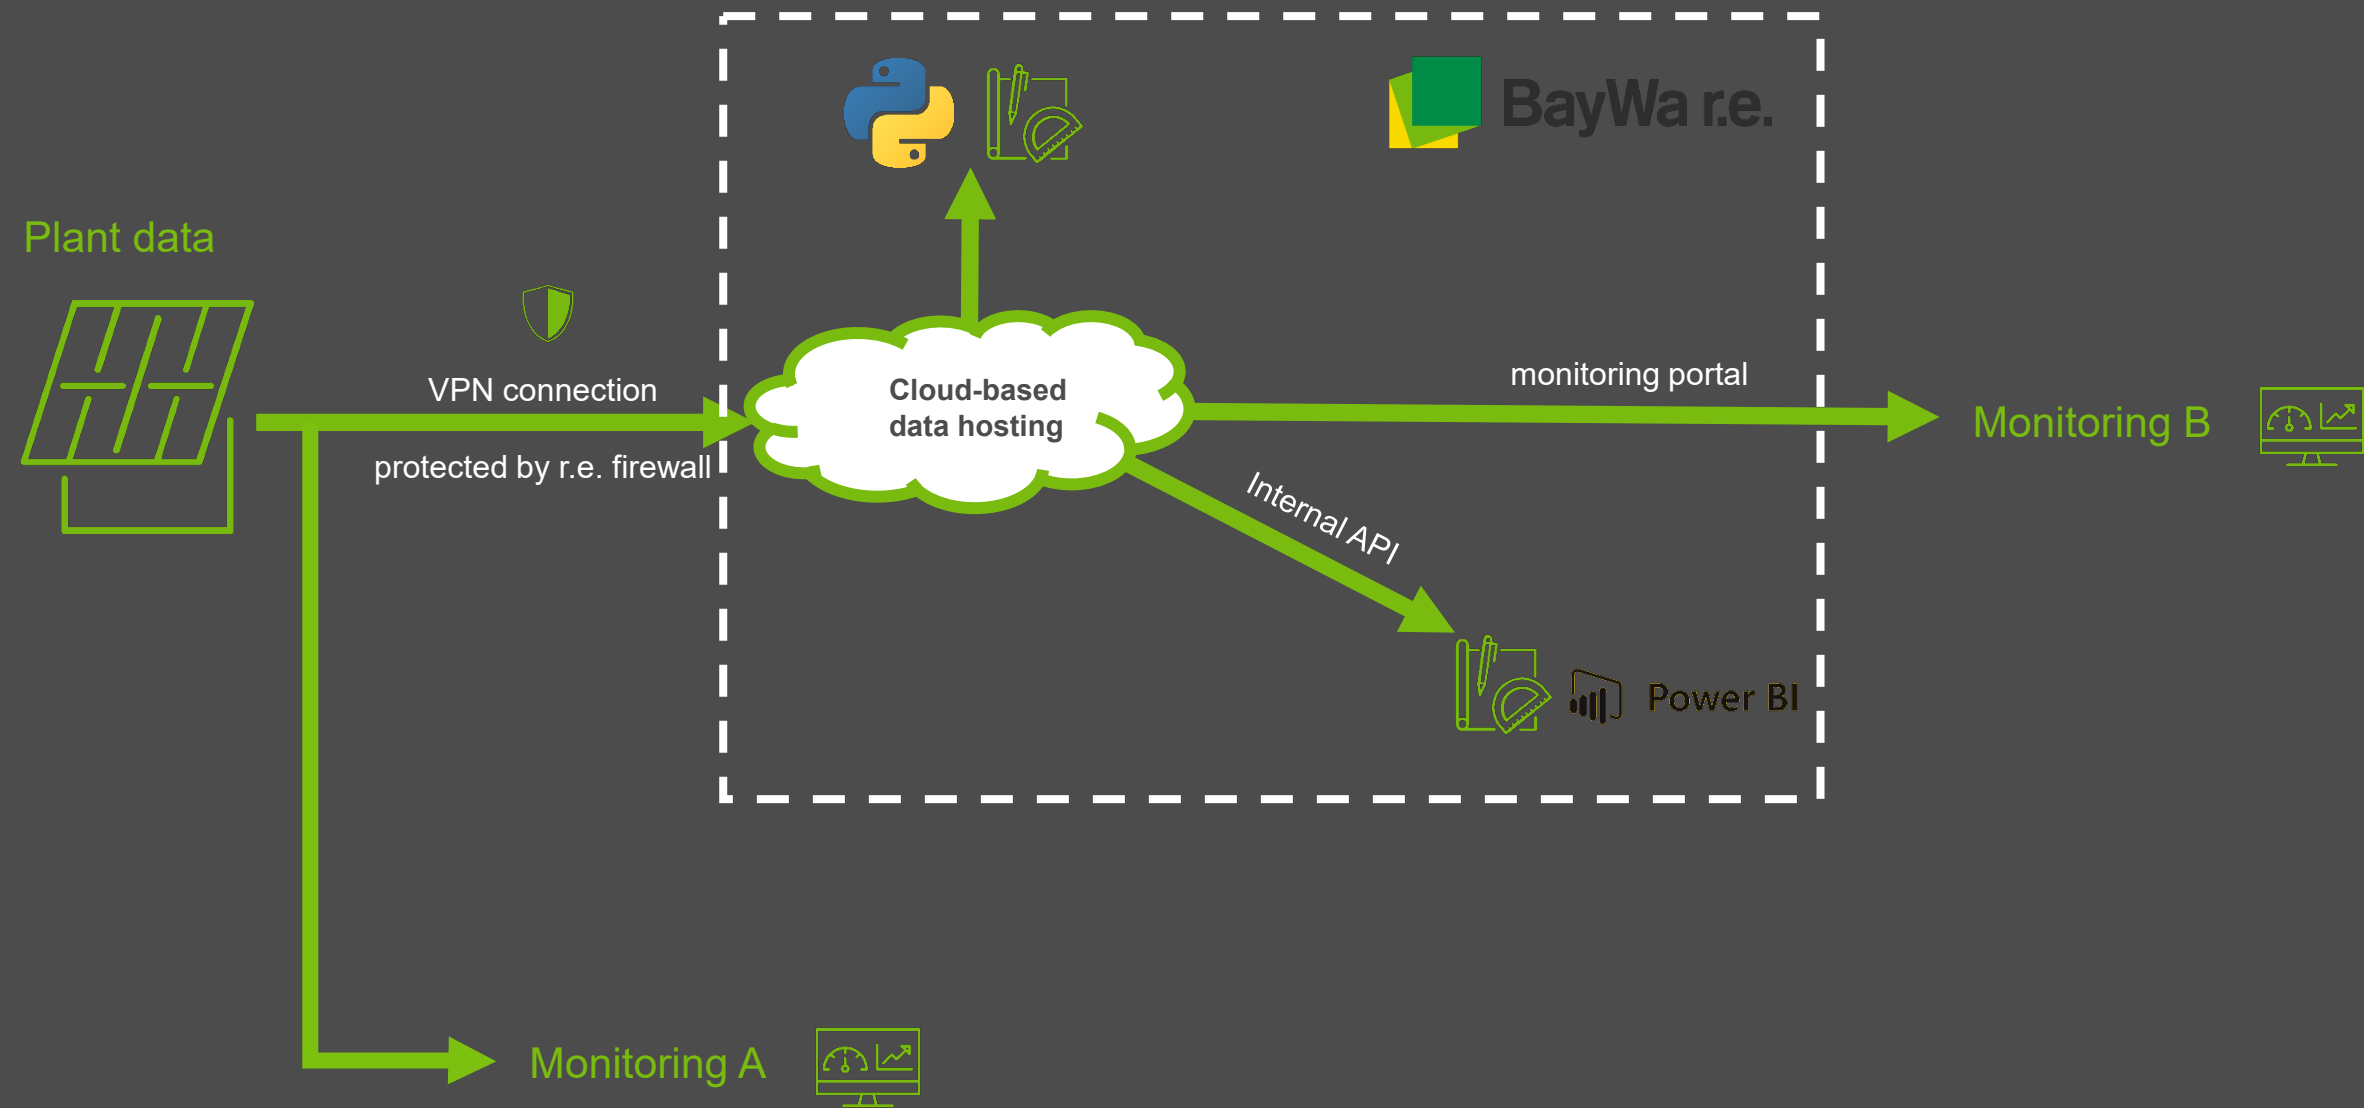 BayWa r.e.
Plant data
VPN connection
protected by r.e. firewall
Cloud-based
data hosting
monitoring portal
Monitoring B
Internal API
Power BI
Monitoring A